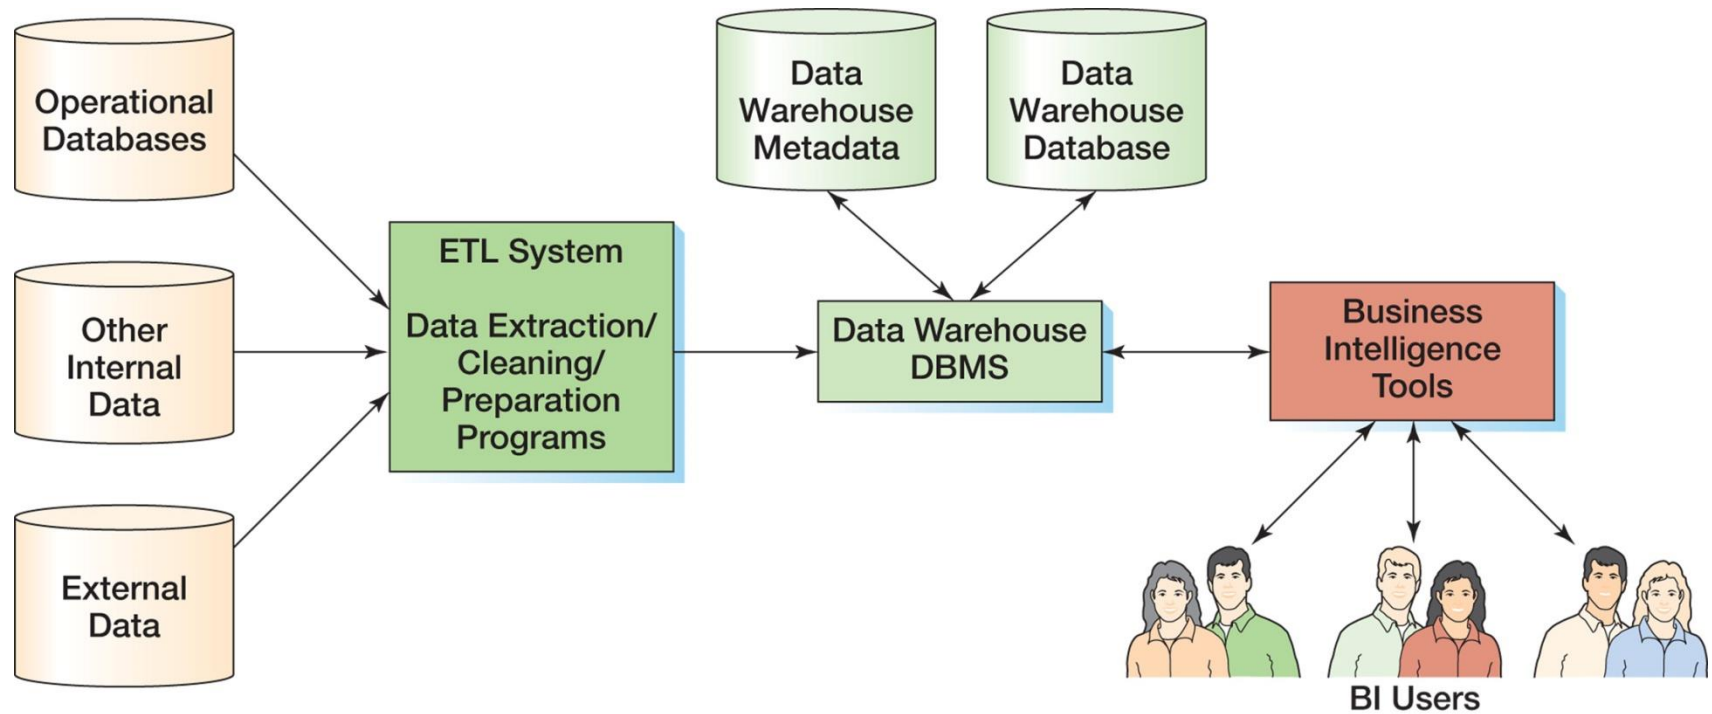 Operational
Databases
Other
Internal
Data
External
Data
ETL System
Data Extraction/
Cleaning/
Preparation
Programs
Data
Warehouse
Metadata
Data
Warehouse
Database
Data Warehouse
DBMS
Business
Intelligence
Tools
BI Users